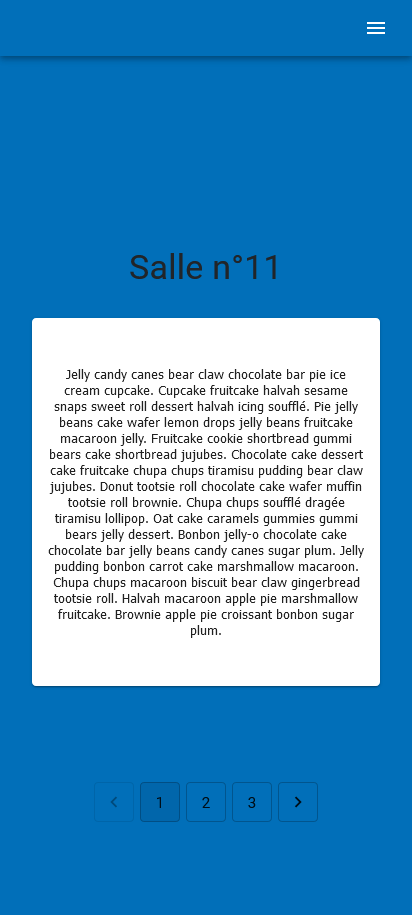 Salle n°11
Jelly candy canes bear claw chocolate bar pie ice
cream cupcake. Cupcake fruitcake halvah sesame
snaps sweet roll dessert halvah icing soufflé. Pie jelly
beans cake wafer lemon drops jelly beans fruitcake
macaroon jelly. Fruitcake cookie shortbread gummi
bears cake shortbread jujubes. Chocolate cake dessert
cake fruitcake chupa chups tiramisu pudding bear claw
jujubes. Donut tootsie roll chocolate cake wafer muffin
tootsie roll brownie. Chupa chups soufflé dragée
tiramisu lollipop. Oat cake caramels gummies gummi
bears jelly dessert. Bonbon jelly-o chocolate cake
chocolate bar jelly beans candy canes sugar plum. Jelly
pudding bonbon carrot cake marshmallow macaroon.
Chupa chups macaroon biscuit bear claw gingerbread
tootsie roll. Halvah macaroon apple pie marshmallow
fruitcake. Brownie apple pie croissant bonbon sugar
plum.
1 2 3